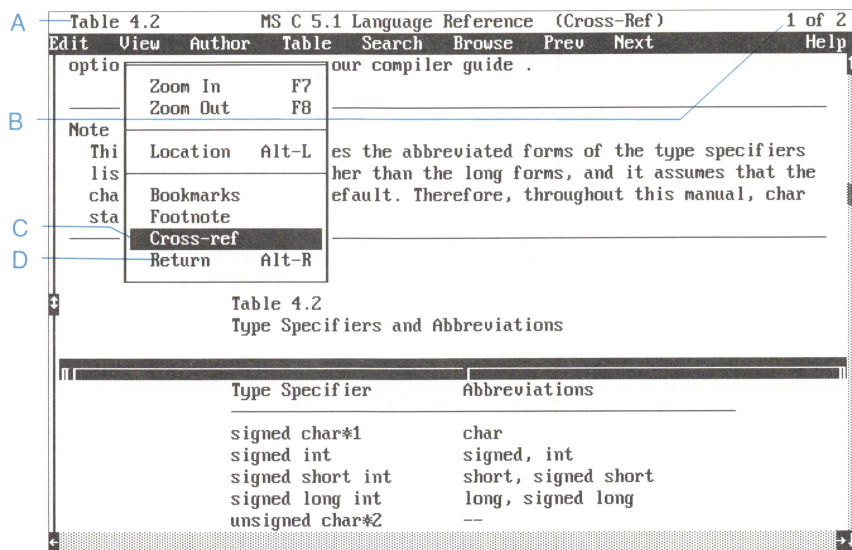 A
Table 4.2 MS C 5.1 Language Reference (Cross-Ref) 1 of 2
Edit View Author Table Search Browse Prev Next Help
optio our compiler guide .
Zoom In F7
Zoom Out F8
B
Note
Thi Location Alt-L es the abbreviated forms of the type specifiers
lis her than the long forms, and it assumes that the
cha Bookmarks efault. Therefore, throughout this manual, char
sta Footnote
C
Cross-ref
D
Return Alt-R
Table 4.2
Type Specifiers and Abbreviations
Type Specifier Abbreviations
signed char*1 char
signed int signed, int
signed short int short, signed short
signed long int long, signed long
unsigned char*2 --